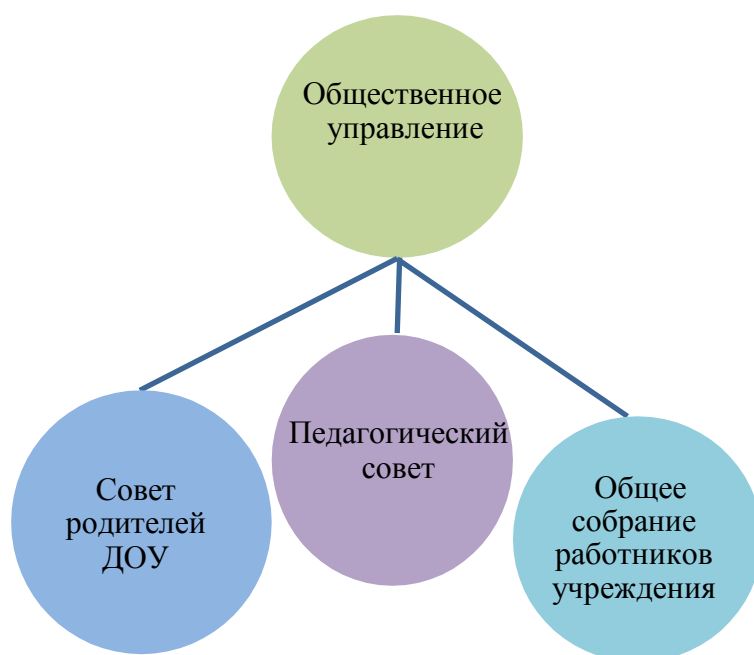 Общественное
управление
Педагогический
совет
Совет
родителей
ДОУ
Общее
собрание
работников
учреждения